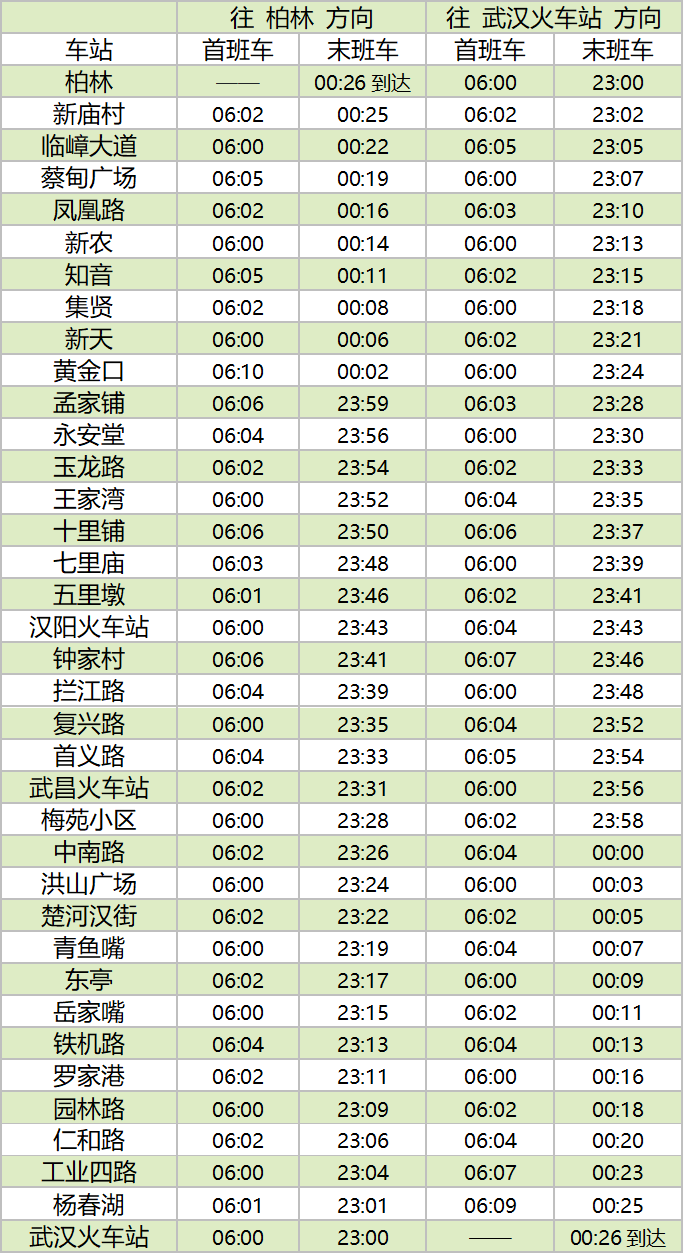 往 柏林 方向 往 武汉火车站 方向
车站 首班车 末班车 首班车 末班车
柏林 —— 00:26 到达 06:00 23:00
新庙村 06:02 00:25 06:02 23:02
临嶂大道 06:00 00:22 06:05 23:05
蔡甸广场 06:05 00:19 06:00 23:07
凤凰路 06:02 00:16 06:03 23:10
新农 06:00 00:14 06:00 23:13
知音 06:05 00:11 06:02 23:15
集贤 06:02 00:08 06:00 23:18
新天 06:00 00:06 06:02 23:21
黄金口 06:10 00:02 06:00 23:24
孟家铺 06:06 23:59 06:03 23:28
永安堂 06:04 23:56 06:00 23:30
玉龙路 06:02 23:54 06:02 23:33
王家湾 06:00 23:52 06:04 23:35
十里铺 06:06 23:50 06:06 23:37
七里庙 06:03 23:48 06:00 23:39
五里墩 06:01 23:46 06:02 23:41
汉阳火车站 06:00 23:43 06:04 23:43
钟家村 06:06 23:41 06:07 23:46
拦江路 06:04 23:39 06:00 23:48
复兴路 06:00 23:35 06:04 23:52
首义路 06:04 23:33 06:05 23:54
武昌火车站 06:02 23:31 06:00 23:56
梅苑小区 06:00 23:28 06:02 23:58
中南路 06:02 23:26 06:04 00:00
洪山广场 06:00 23:24 06:00 00:03
楚河汉街 06:02 23:22 06:02 00:05
青鱼嘴 06:00 23:19 06:04 00:07
东亭 06:02 23:17 06:00 00:09
岳家嘴 06:00 23:15 06:02 00:11
铁机路 06:04 23:13 06:04 00:13
罗家港 06:02 23:11 06:00 00:16
园林路 06:00 23:09 06:02 00:18
仁和路 06:02 23:06 06:04 00:20
工业四路 06:00 23:04 06:07 00:23
杨春湖 06:01 23:01 06:09 00:25
武汉火车站 06:00 23:00 —— 00:26 到达